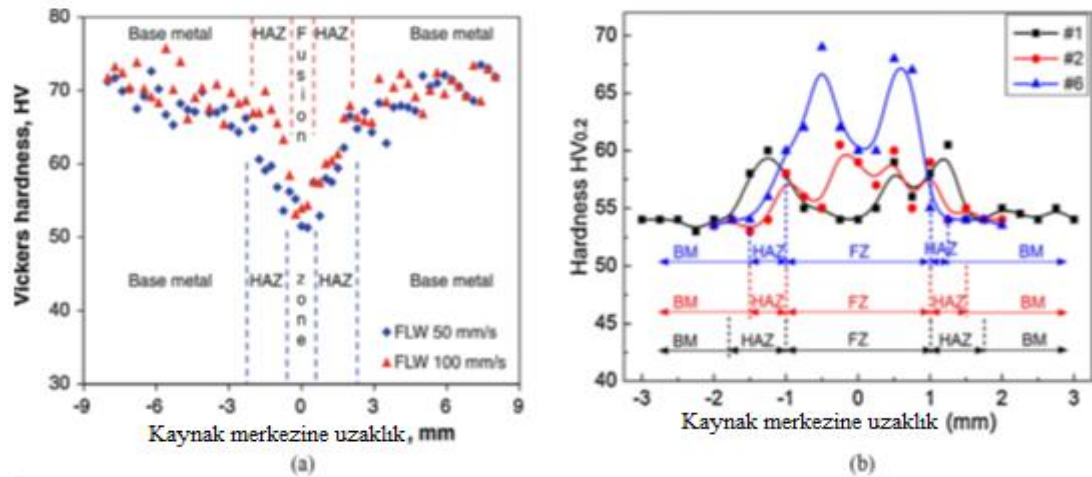 80
70
60
50
40
30
Vickers hardness, HV
Base metal
HAZ
Fusion
HAZ
Base metal
Base metal
HAZ
zone
HAZ
Base metal
FLW 50 mm/s
FLW 100 mm/s
-9
-6
-3
0
3
6
9
Kaynak merkezine uzaklık, mm
(a)
70
65
60
55
50
45
40
Hardness HV0.2
#1
#2
#6
BM
HAZ
FZ
HAZ
BM
BM
HAZ
FZ
HAZ
BM
BM
HAZ
FZ
HAZ
BM
-3
-2
-1
0
1
2
3
Kaynak merkezine uzaklık (mm)
(b)